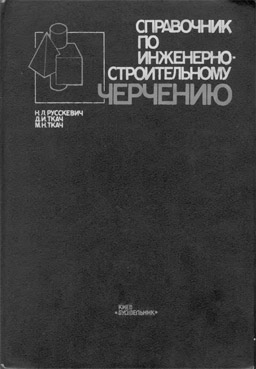 СПРАВОЧНИК
ПО
ИНЖЕНЕРНО-
СТРОИТЕЛЬНОМУ
ЧЕРЧЕНИЮ
Н.Л.РУССКЕВИЧ
Д.И.ТКАЧ
М.Н.ТКАЧ
КИЕВ
«БУДІВЕЛЬНИК»